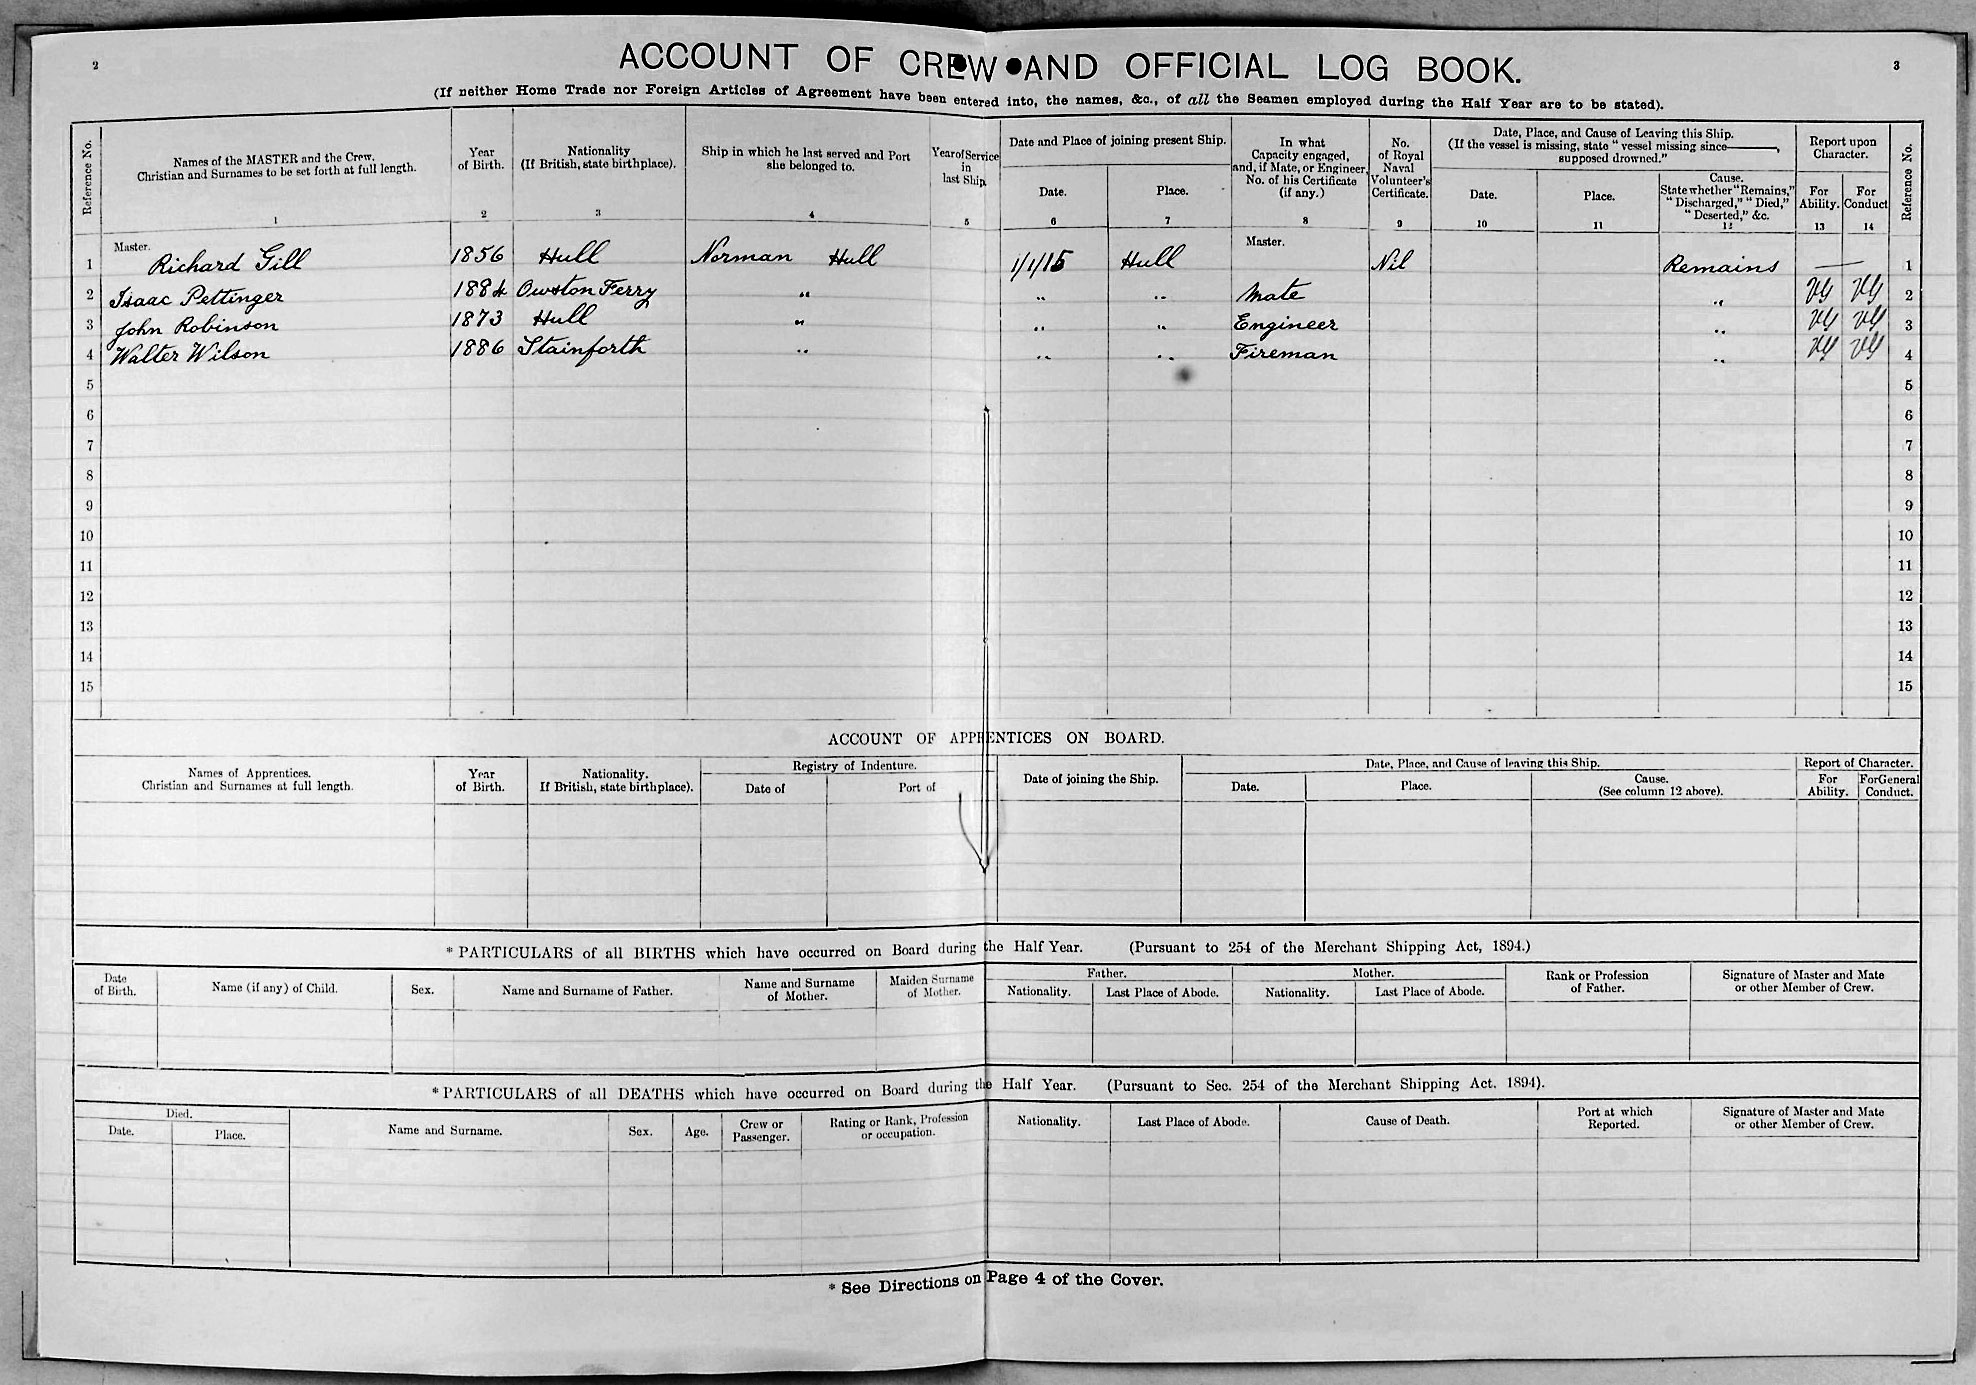 2
3
ACCOUNT OF CREW AND OFFICIAL LOG BOOK.
(If neither Home Trade nor Foreign Articles of Agreement have been entered into, the names, &c., of all the Seamen employed during the Half Year are to be stated).
Reference No.
Names of the MASTER and the Crew.
Christian and Surnames to be set forth at full length.
1
Year
of Birth.
2
Nationality
(If British, state birthplace).
3
Ship in which he last served and Port
she belonged to.
4
Year of Service
in
last Ship.
5
Date and Place of joining present Ship.
Date.
6
Place.
7
In what
Capacity engaged,
and, if Mate, or Engineer,
No. of his Certificate
(if any.)
8
No.
of Royal
Naval
Volunteer's
Certificate.
9
Date, Place, and Cause of Leaving this Ship.
(If the vessel is missing, state "vessel missing since———,
supposed drowned."
Date.
10
Place.
11
Cause.
State whether "Remains,"
"Discharged," "Died,"
"Deserted," &c.
12
Report upon
Character.
For
Ability.
13
For
Conduct
14
Reference No.
1 Master. Richard Gill 1856 Hull Norman Hull 1/1/15 Hull Master. Nil Remains — 1
2 Isaac Pettinger 1884 Owston Ferry " " " Mate " VG VG 2
3 John Robinson 1873 Hull " " " Engineer " VG VG 3
4 Walter Wilson 1886 Stainforth " " " Fireman " VG VG 4
5 5
6 6
7 7
8 8
9 9
10 10
11 11
12 12
13 13
14 14
15 15
ACCOUNT OF APPRENTICES ON BOARD.
Names of Apprentices.
Christian and Surnames at full length.
Year
of Birth.
Nationality.
If British, state birthplace).
Registry of Indenture.
Date of
Port of
Date of joining the Ship.
Date, Place, and Cause of leaving this Ship.
Date.
Place.
Cause.
(See column 12 above).
Report of Character.
For
Ability.
For General
Conduct.
* PARTICULARS of all BIRTHS which have occurred on Board during the Half Year. (Pursuant to 254 of the Merchant Shipping Act, 1894.)
Date
of Birth.
Name (if any) of Child.
Sex.
Name and Surname of Father.
Name and Surname
of Mother.
Maiden Surname
of Mother.
Father.
Nationality.
Last Place of Abode.
Mother.
Nationality.
Last Place of Abode.
Rank or Profession
of Father.
Signature of Master and Mate
or other Member of Crew.
* PARTICULARS of all DEATHS which have occurred on Board during the Half Year. (Pursuant to Sec. 254 of the Merchant Shipping Act. 1894).
Died.
Date.
Place.
Name and Surname.
Sex.
Age.
Crew or
Passenger.
Rating or Rank, Profession
or occupation.
Nationality.
Last Place of Abode.
Cause of Death.
Port at which
Reported.
Signature of Master and Mate
or other Member of Crew.
* See Directions on Page 4 of the Cover.